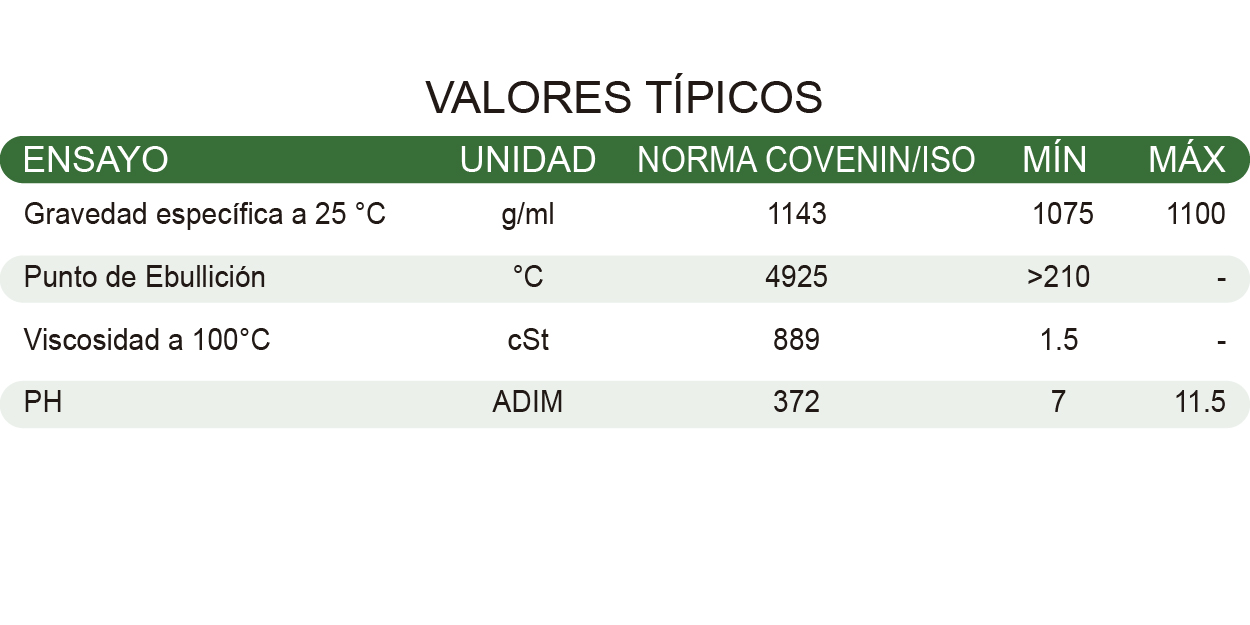 VALORES TÍPICOS
ENSAYO UNIDAD NORMA COVENIN/ISO MÍN MÁX
Gravedad específica a 25 °C g/ml 1143 1075 1100
Punto de Ebullición °C 4925 >210 -
Viscosidad a 100°C cSt 889 1.5 -
PH ADIM 372 7 11.5